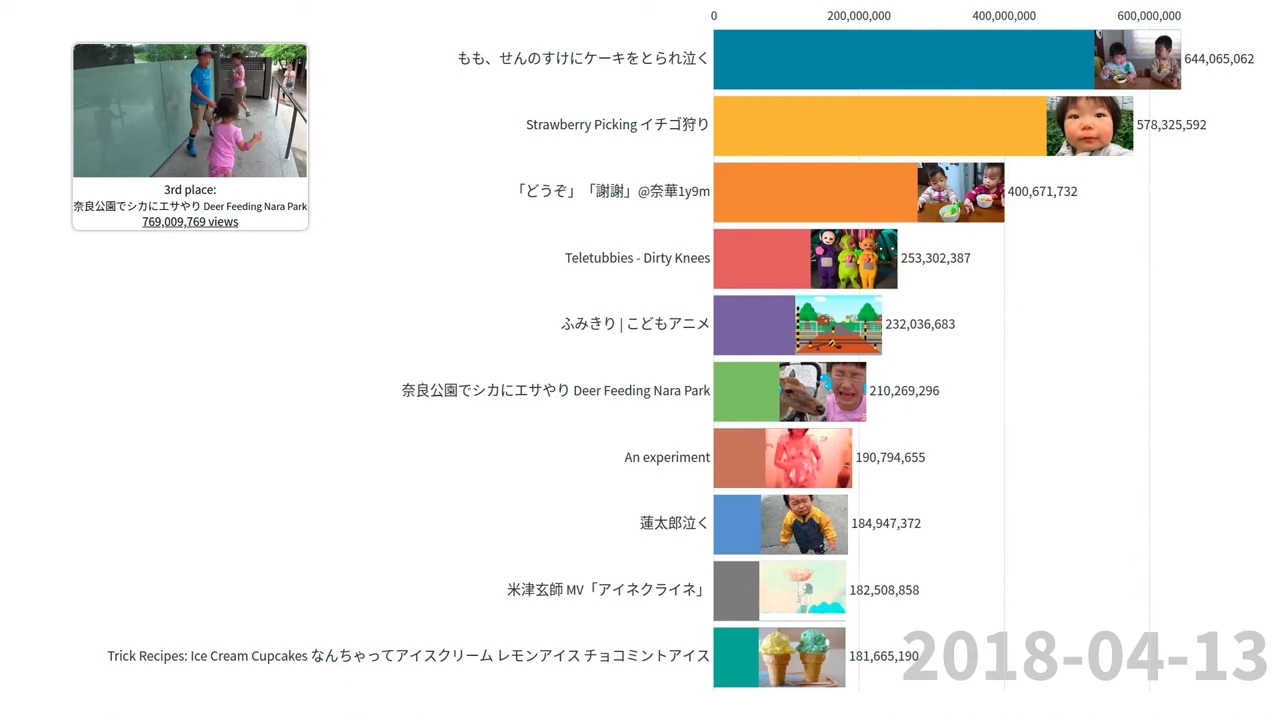 0 200,000,000 400,000,000 600,000,000
3rd place:
奈良公園でシカにエサやり Deer Feeding Nara Park
769,009,769 views
もも、せんのすけにケーキをとられ泣く 644,065,062
Strawberry Picking イチゴ狩り 578,325,592
「どうぞ」「謝謝」@奈華1y9m 400,671,732
Teletubbies - Dirty Knees 253,302,387
ふみきり | こどもアニメ 232,036,683
奈良公園でシカにエサやり Deer Feeding Nara Park 210,269,296
An experiment 190,794,655
蓮太郎泣く 184,947,372
米津玄師 MV「アイネクライネ」 182,508,858
Trick Recipes: Ice Cream Cupcakes なんちゃってアイスクリーム レモンアイス チョコミントアイス 181,665,190
2018-04-13